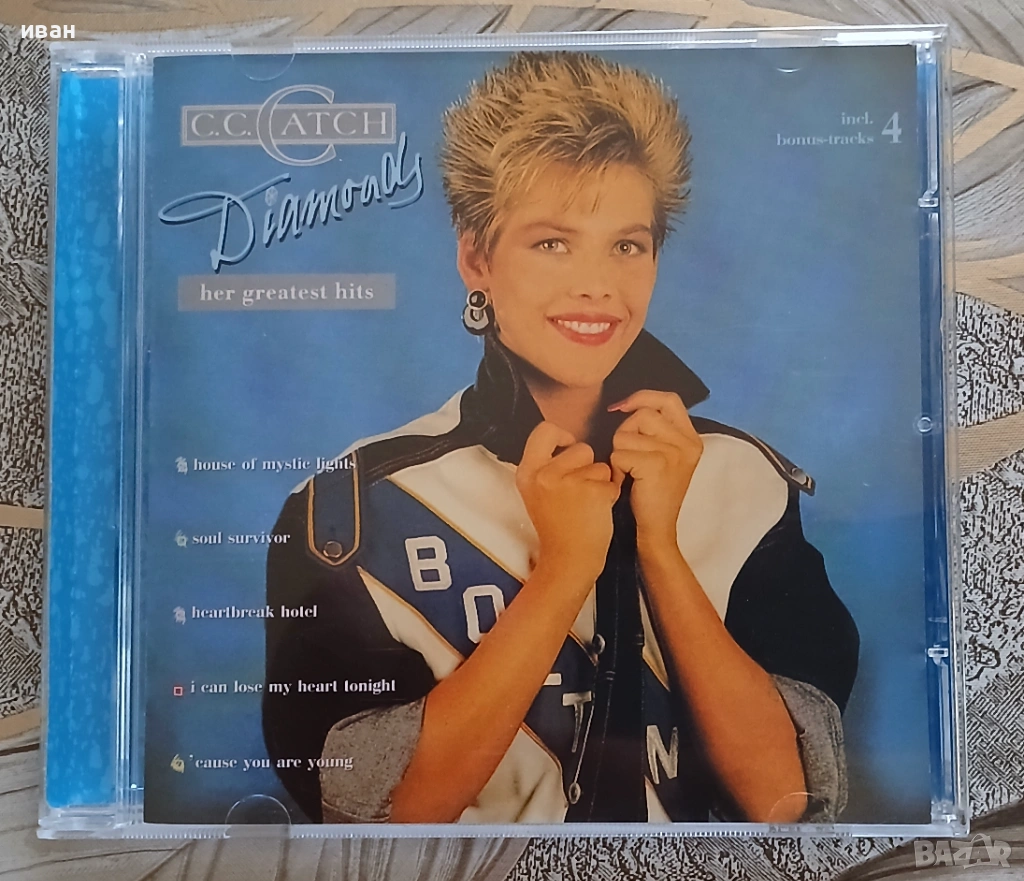 иван
C.C. CATCH
Diamonds
her greatest hits
incl.
bonus-tracks 4
house of mystic lights
soul survivor
heartbreak hotel
i can lose my heart tonight
'cause you are young
BO
T
N
BAZAR